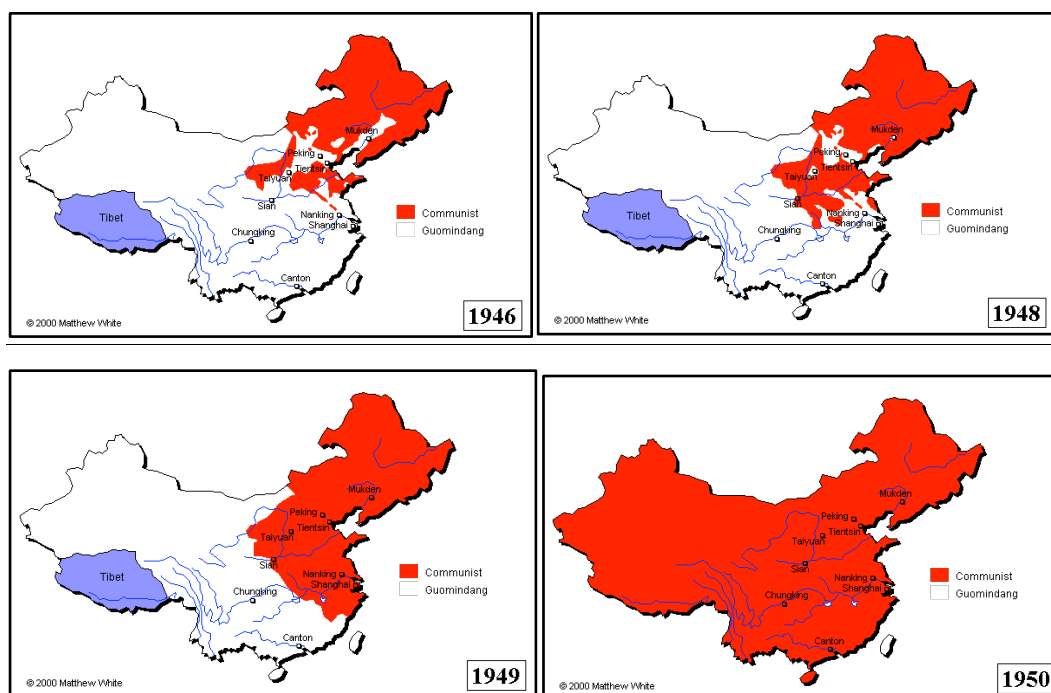 Mukden
Peking
Tientsin
Taiyuan
Sian
Tibet
Nanking
Shanghai
Chungking
Canton
Communist
Guomindang
© 2000 Matthew White
1946
Mukden
Peking
Tientsin
Taiyuan
Sian
Tibet
Nanking
Shanghai
Chungking
Canton
Communist
Guomindang
© 2000 Matthew White
1948
Mukden
Peking
Tientsin
Taiyuan
Sian
Tibet
Nanking
Shanghai
Chungking
Canton
Communist
Guomindang
© 2000 Matthew White
1949
Mukden
Peking
Tientsin
Taiyuan
Sian
Nanking
Shanghai
Chungking
Canton
Communist
Guomindang
© 2000 Matthew White
1950